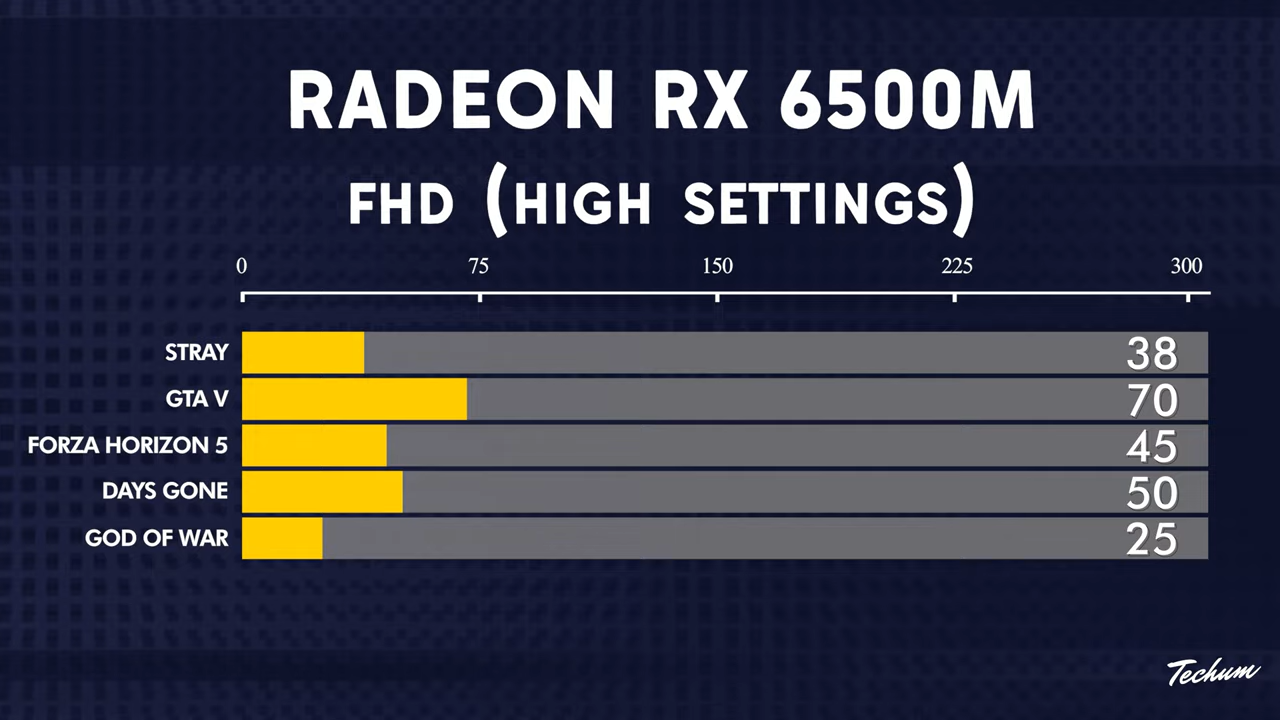 RADEON RX 6500M
FHD (HIGH SETTINGS)
0 75 150 225 300
STRAY 38
GTA V 70
FORZA HORIZON 5 45
DAYS GONE 50
GOD OF WAR 25
Techum